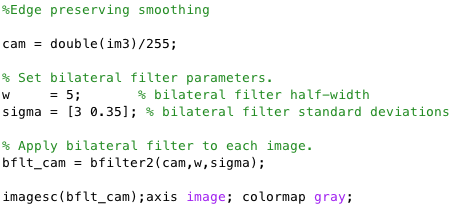 %Edge preserving smoothing
cam = double(im3)/255;
% Set bilateral filter parameters.
w     = 5;       % bilateral filter half-width
sigma = [3 0.35]; % bilateral filter standard deviations
% Apply bilateral filter to each image.
bflt_cam = bfilter2(cam,w,sigma);
imagesc(bflt_cam);axis image; colormap gray;